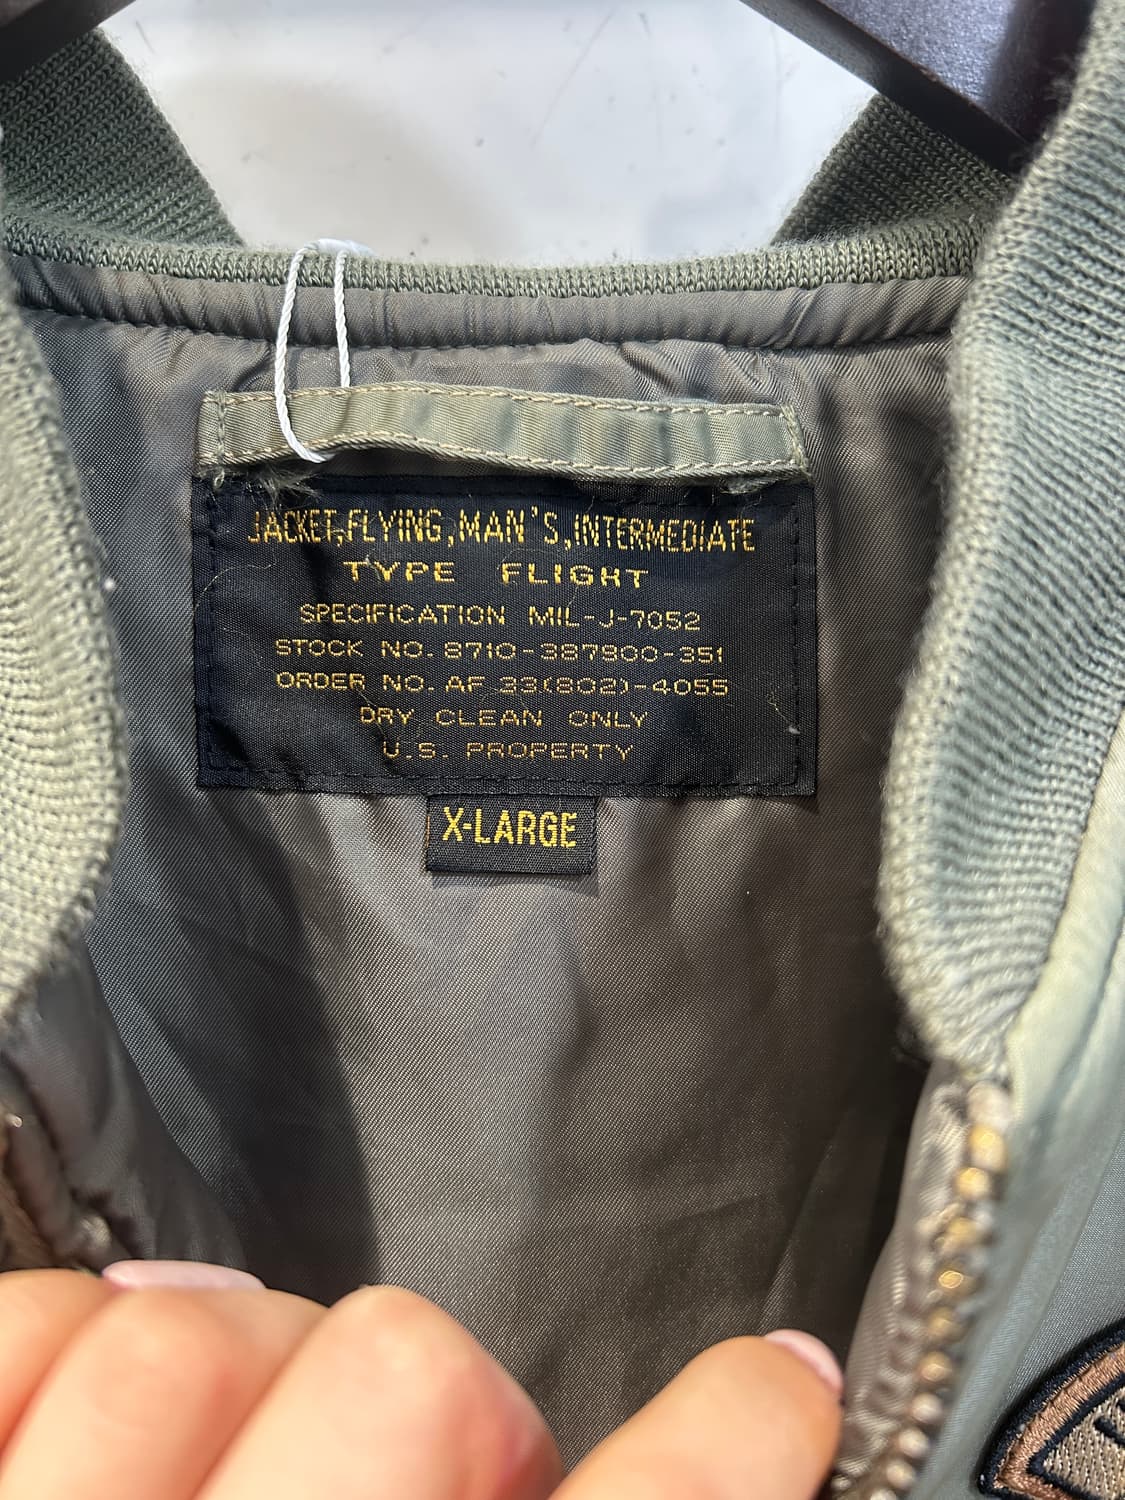 JACKET,FLYING,MAN'S,INTERMEDIATE
TYPE FLIGHT
SPECIFICATION MIL-J-7052
STOCK NO. 8710-387900-351
ORDER NO. AF 33(802)-4055
DRY CLEAN ONLY
U.S. PROPERTY
X-LARGE